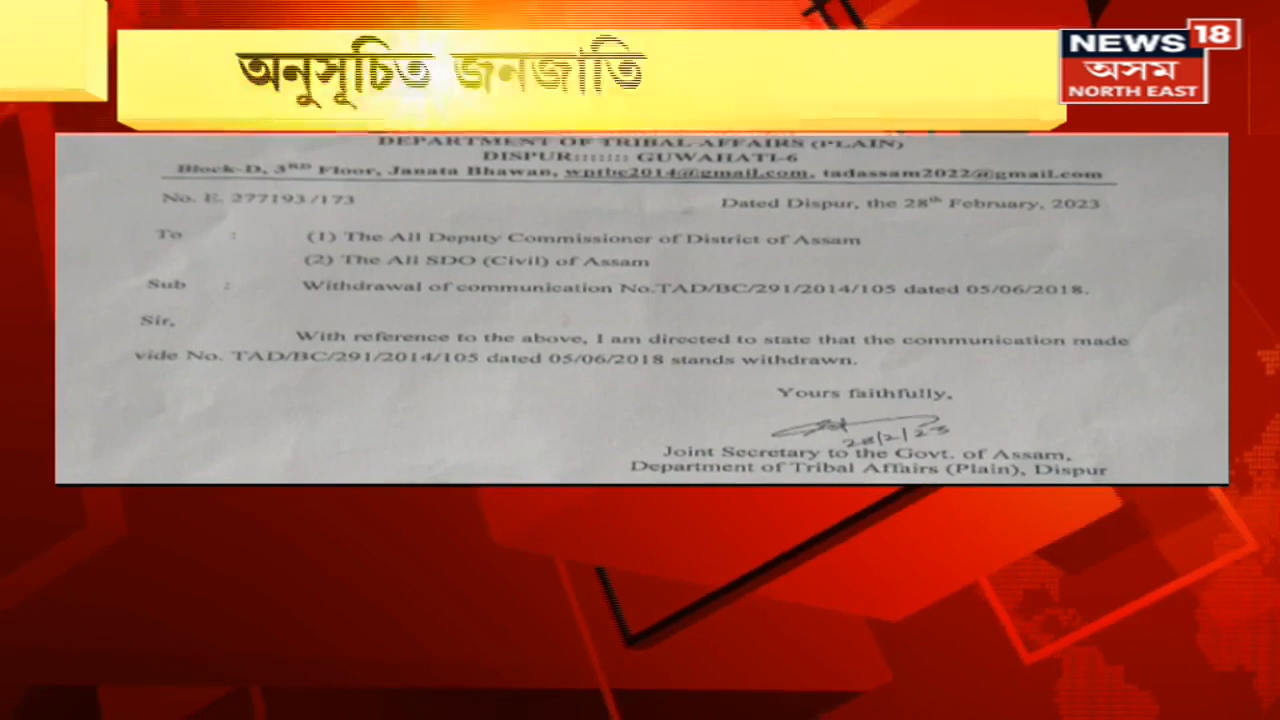 অনুসূচিত জনজাতি
NEWS 18
অসম
NORTH EAST
DEPARTMENT OF TRIBAL AFFAIRS (PLAIN)
DISPUR::::::: GUWAHATI-6
Block-D, 3RD Floor, Janata Bhawan, wptbc2014@gmail.com, tadassam2022@gmail.com
No. E. 277193/173 Dated Dispur, the 28th February, 2023
To : (1) The All Deputy Commissioner of District of Assam
(2) The All SDO (Civil) of Assam
Sub : Withdrawal of communication No.TAD/BC/291/2014/105 dated 05/06/2018.
Sir,
With reference to the above, I am directed to state that the communication made
vide No. TAD/BC/291/2014/105 dated 05/06/2018 stands withdrawn.
Yours faithfully,
28/2/23
Joint Secretary to the Govt. of Assam,
Department of Tribal Affairs (Plain), Dispur